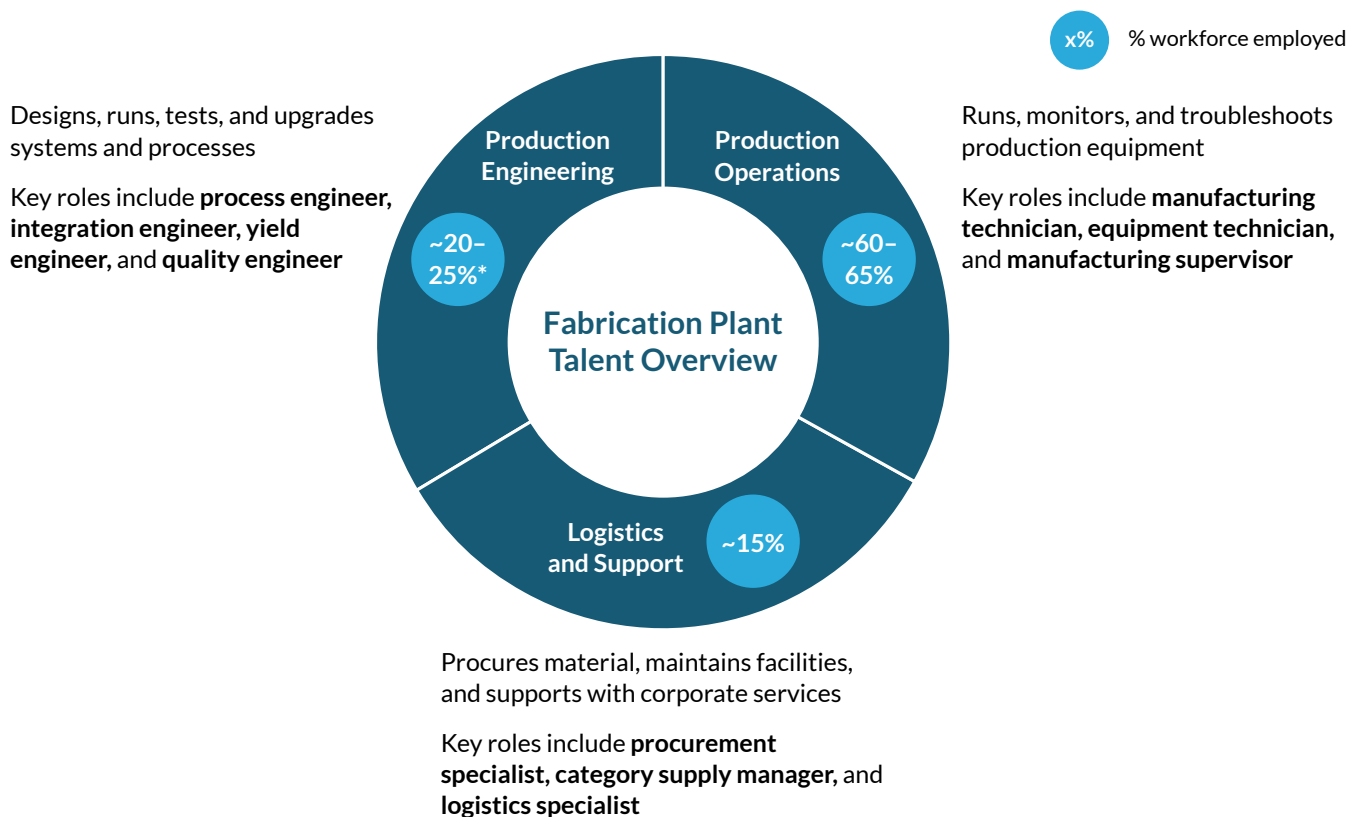 x%
% workforce employed
Designs, runs, tests, and upgrades
systems and processes
Key roles include process engineer,
integration engineer, yield
engineer, and quality engineer
Production
Engineering
~20–
25%*
Production
Operations
~60–
65%
Runs, monitors, and troubleshoots
production equipment
Key roles include manufacturing
technician, equipment technician,
and manufacturing supervisor
Fabrication Plant
Talent Overview
Logistics
and Support
~15%
Procures material, maintains facilities,
and supports with corporate services
Key roles include procurement
specialist, category supply manager, and
logistics specialist